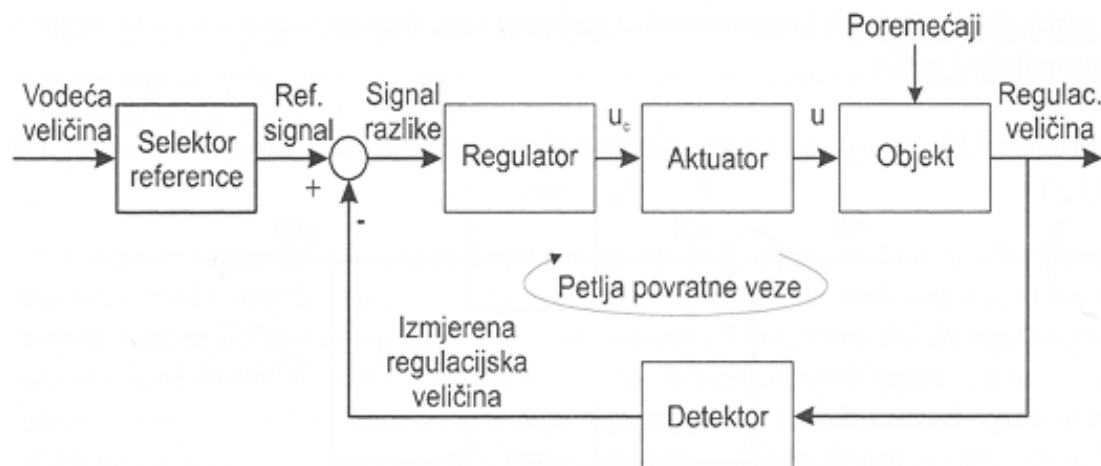 Poremećaji
Vodeća
veličina
Selektor
reference
Ref.
signal
+
-
Signal
razlike
Regulator
uc
Aktuator
u
Objekt
Regulac.
veličina
Petlja povratne veze
Izmjerena
regulacijska
veličina
Detektor